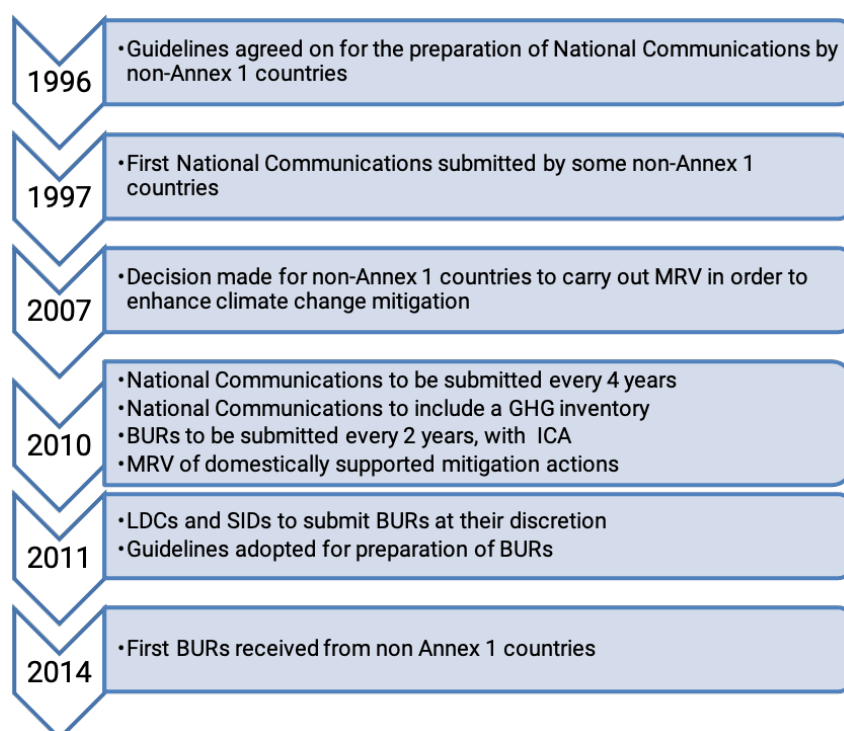 1996
•Guidelines agreed on for the preparation of National Communications by
non-Annex 1 countries
1997
•First National Communications submitted by some non-Annex 1
countries
2007
•Decision made for non-Annex 1 countries to carry out MRV in order to
enhance climate change mitigation
2010
•National Communications to be submitted every 4 years
•National Communications to include a GHG inventory
•BURs to be submitted every 2 years, with ICA
•MRV of domestically supported mitigation actions
2011
•LDCs and SIDs to submit BURs at their discretion
•Guidelines adopted for preparation of BURs
2014
•First BURs received from non Annex 1 countries